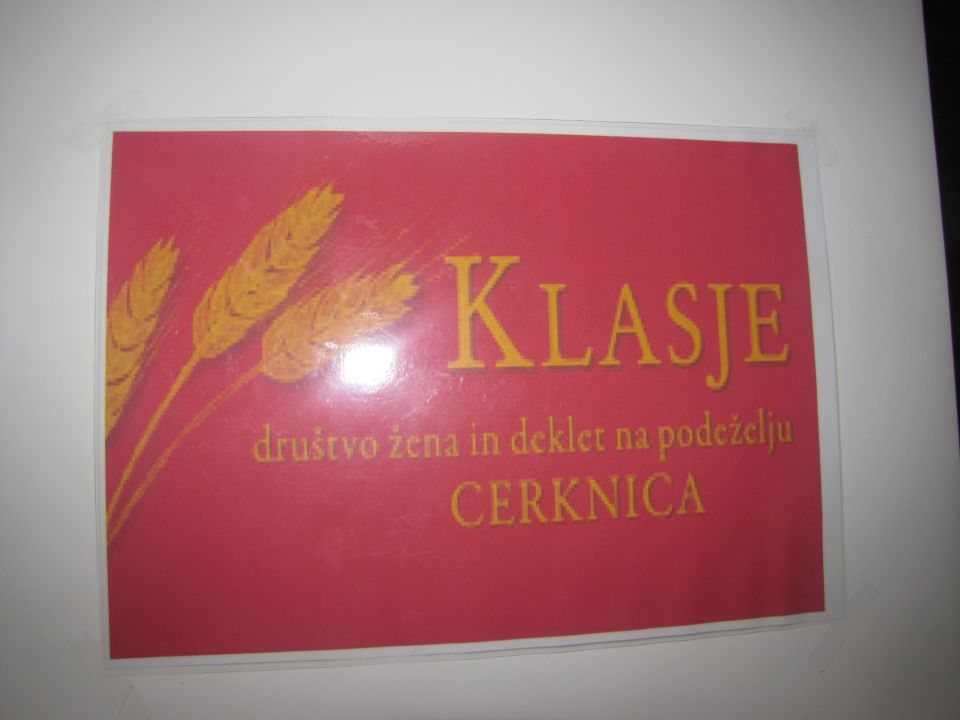 KLASJE
društvo žena in deklet na podeželju
CERKNICA